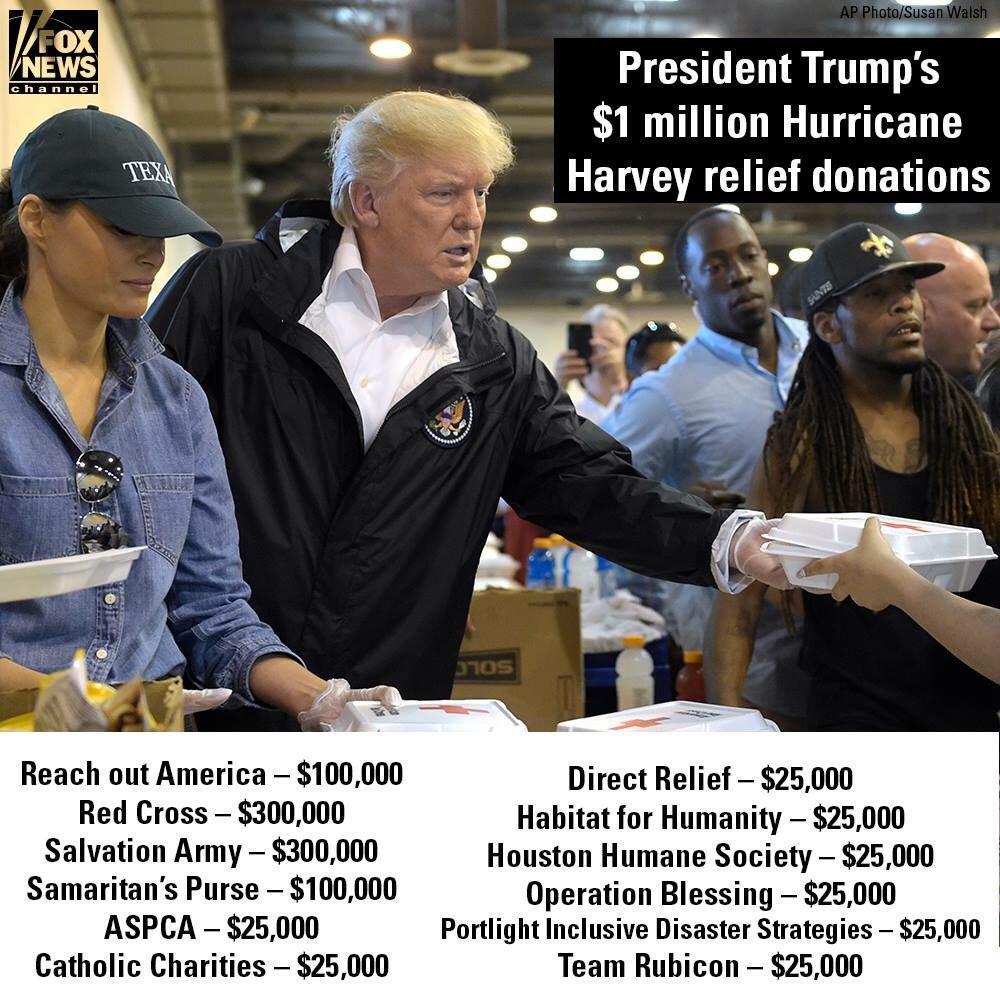 FOX
NEWS
channel
AP Photo/Susan Walsh
President Trump's
$1 million Hurricane
Harvey relief donations
TEXA
SAINTS
Reach out America – $100,000
Red Cross – $300,000
Salvation Army – $300,000
Samaritan's Purse – $100,000
ASPCA – $25,000
Catholic Charities – $25,000
Direct Relief – $25,000
Habitat for Humanity – $25,000
Houston Humane Society – $25,000
Operation Blessing – $25,000
Portlight Inclusive Disaster Strategies – $25,000
Team Rubicon – $25,000